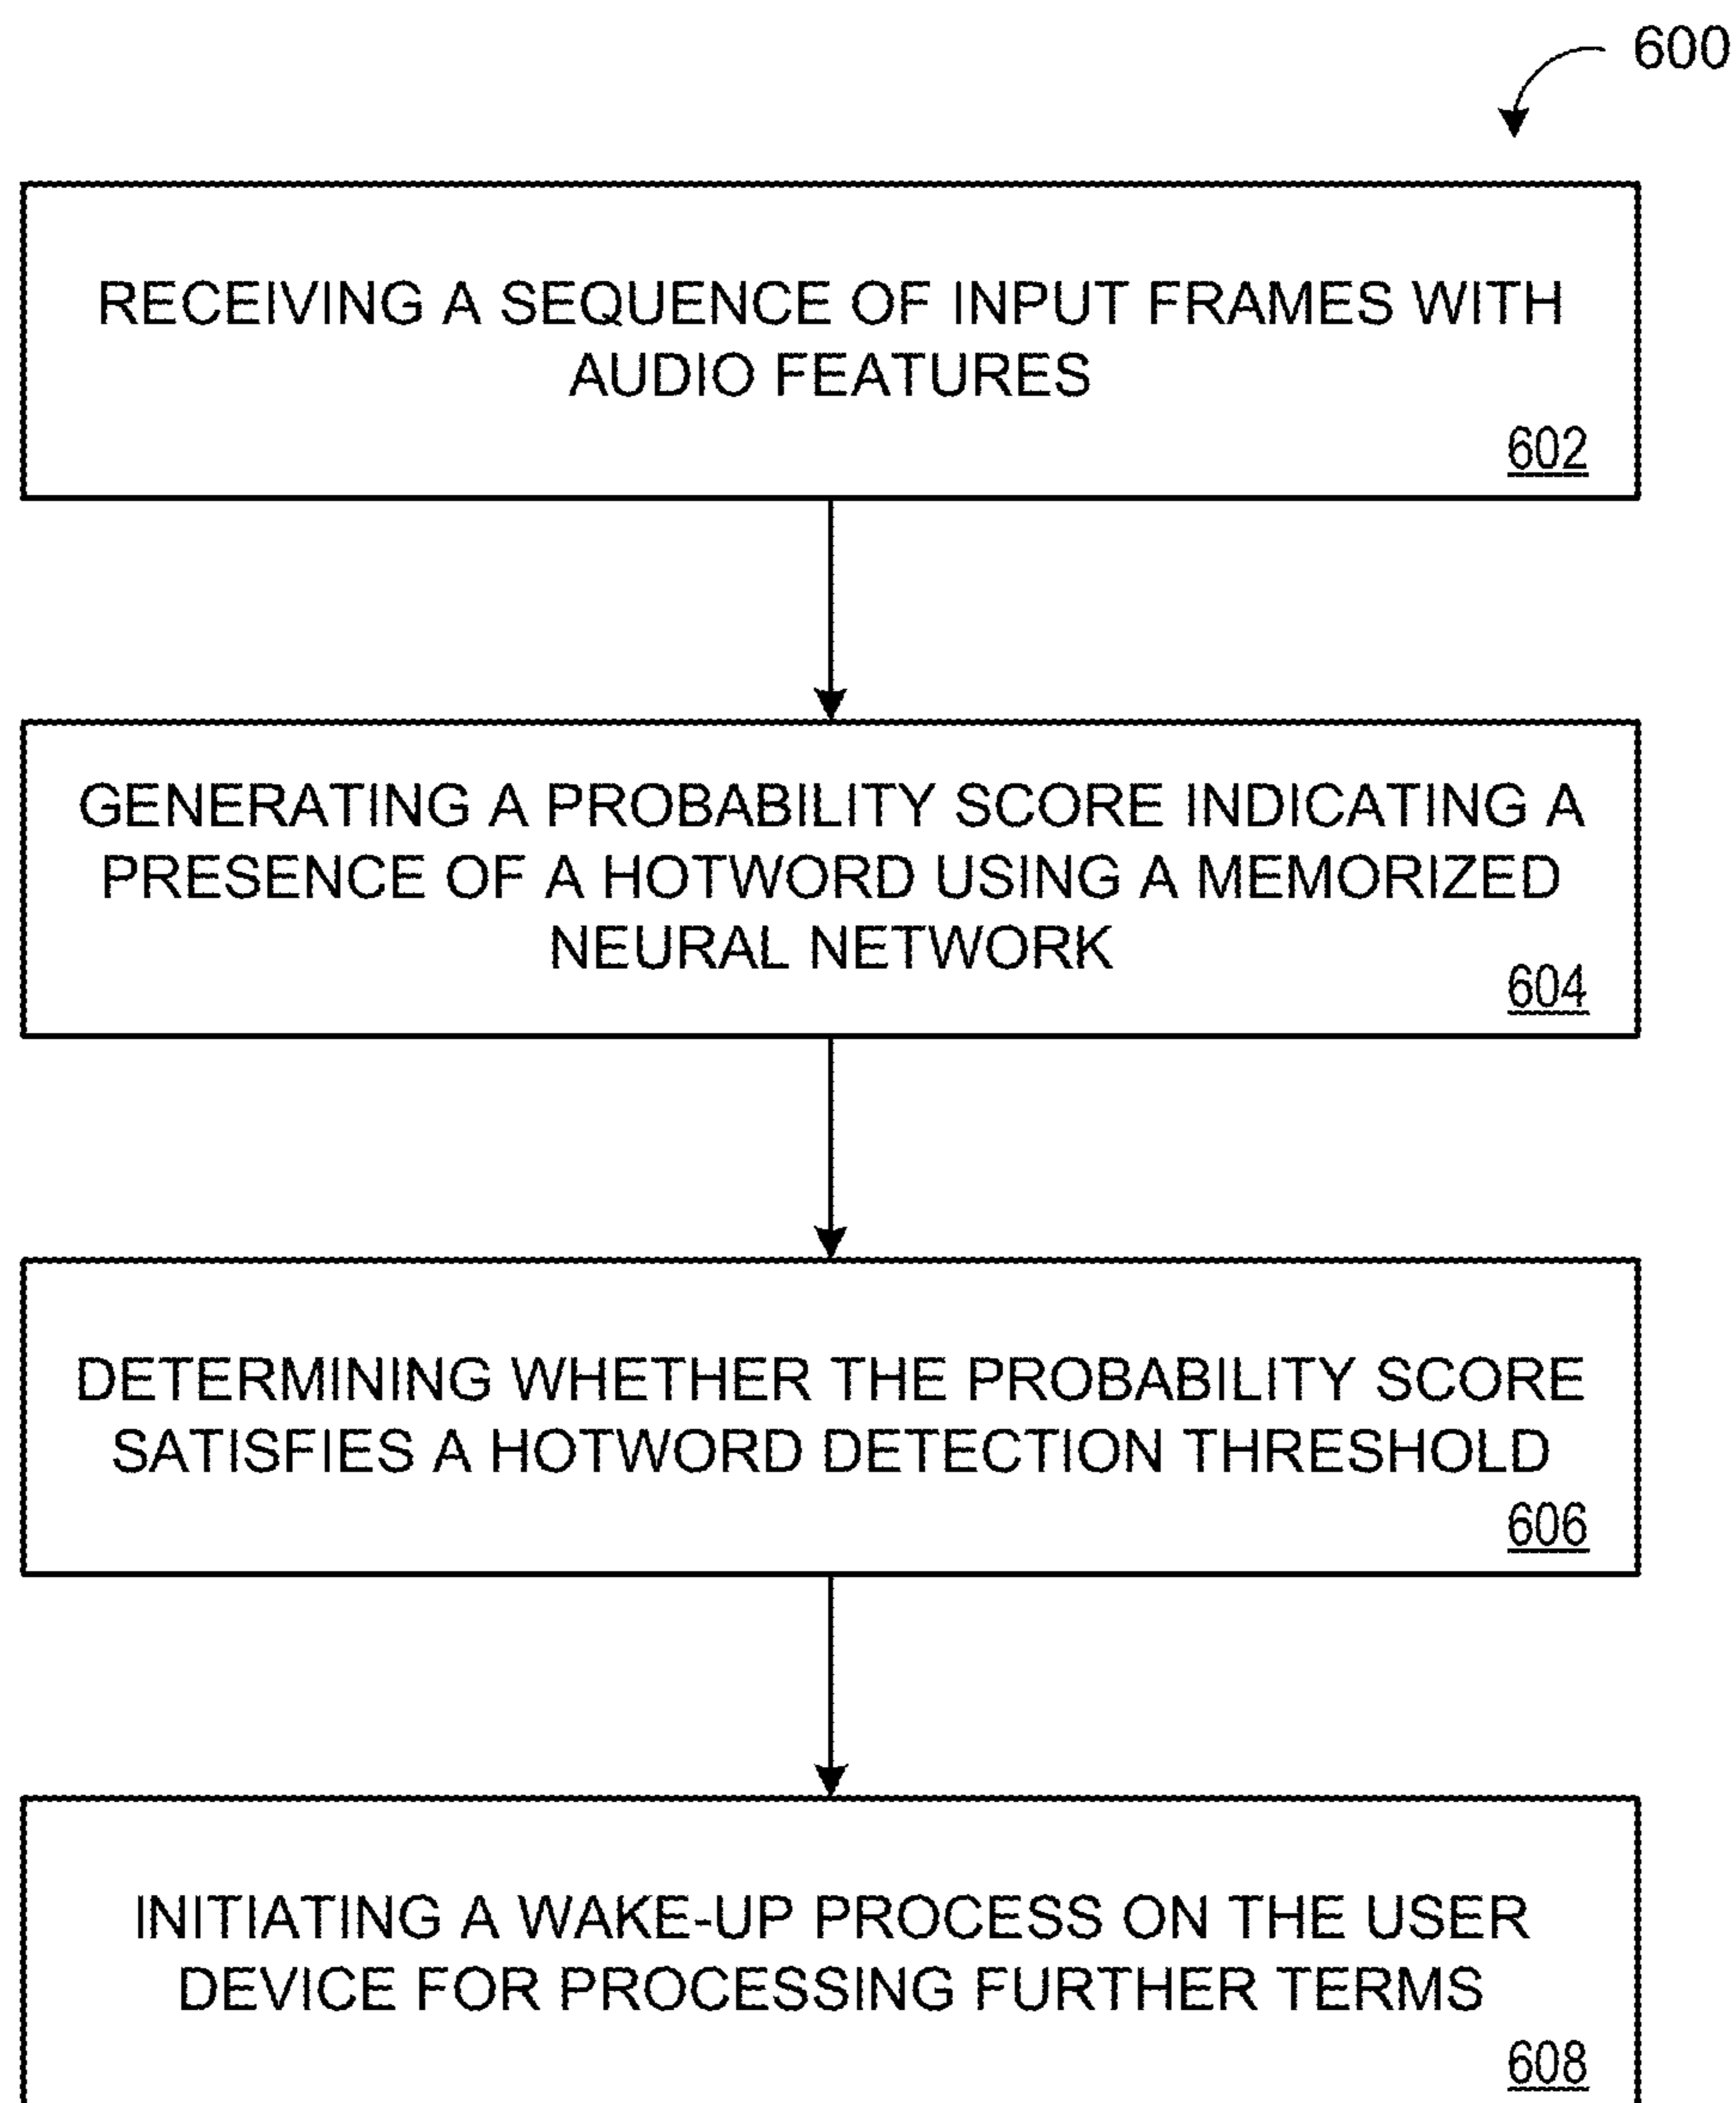 600
RECEIVING A SEQUENCE OF INPUT FRAMES WITH
AUDIO FEATURES
602
GENERATING A PROBABILITY SCORE INDICATING A
PRESENCE OF A HOTWORD USING A MEMORIZED
NEURAL NETWORK
604
DETERMINING WHETHER THE PROBABILITY SCORE
SATISFIES A HOTWORD DETECTION THRESHOLD
606
INITIATING A WAKE-UP PROCESS ON THE USER
DEVICE FOR PROCESSING FURTHER TERMS
608